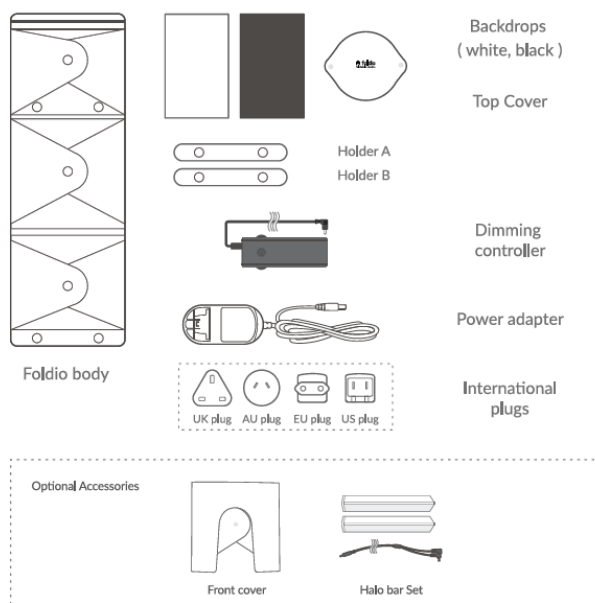 Backdrops
( white, black )
Top Cover
Holder A
Holder B
Dimming
controller
Power adapter
Foldio body
UK plug AU plug EU plug US plug
International
plugs
Optional Accessories
Front cover
Halo bar Set